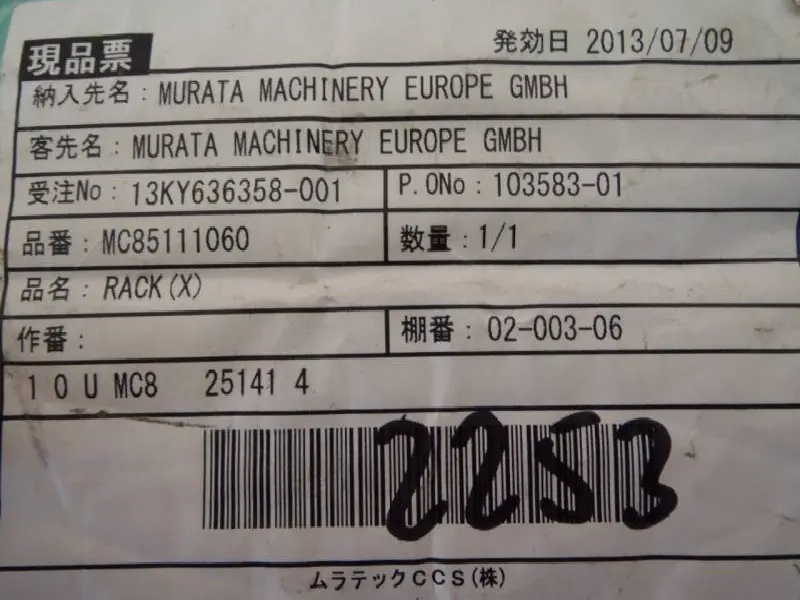 現品票 発効日 2013/07/09
納入先名：MURATA MACHINERY EUROPE GMBH
客先名：MURATA MACHINERY EUROPE GMBH
受注No：13KY636358-001 P.ONo：103583-01
品番：MC85111060 数量：1/1
品名：RACK(X)
作番： 棚番：02-003-06
10U MC8 25141 4
2253
ムラテックCCS(株)